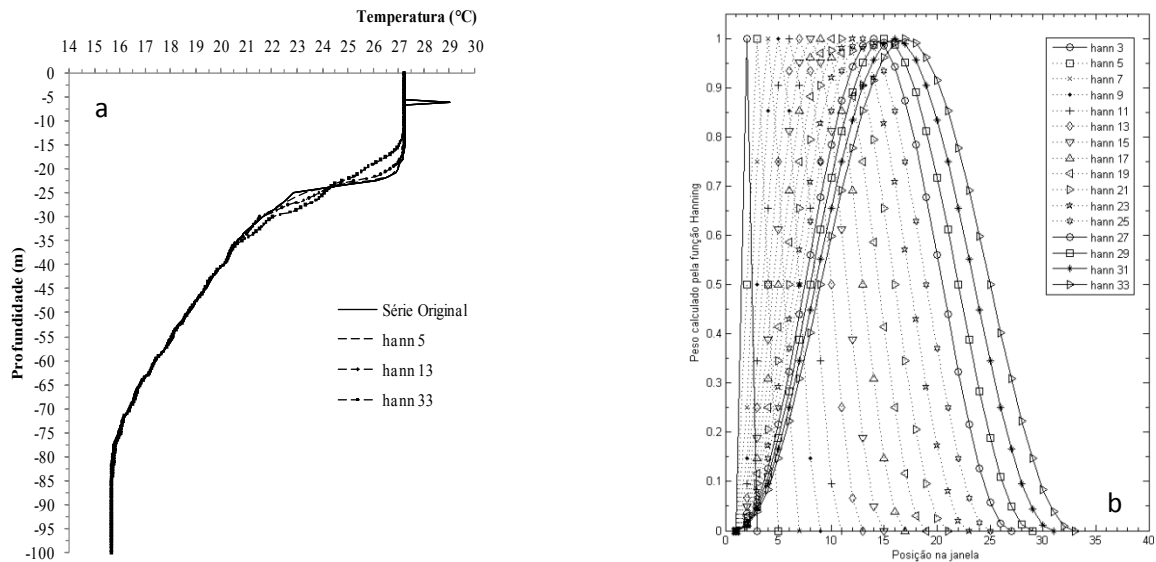 Temperatura (°C)
14 15 16 17 18 19 20 21 22 23 24 25 26 27 28 29 30
0
-5
-10
-15
-20
-25
-30
-35
-40
-45
-50
-55
-60
-65
-70
-75
-80
-85
-90
-95
-100
Profundidade (m)
a
Série Original
hann 5
hann 13
hann 33
1
0.9
0.8
0.7
0.6
0.5
0.4
0.3
0.2
0.1
0
Peso calculado pela função Hanning
hann 3
hann 5
hann 7
hann 9
hann 11
hann 13
hann 15
hann 17
hann 19
hann 21
hann 23
hann 25
hann 27
hann 29
hann 31
hann 33
b
0 5 10 15 20 25 30 35 40
Posição na janela